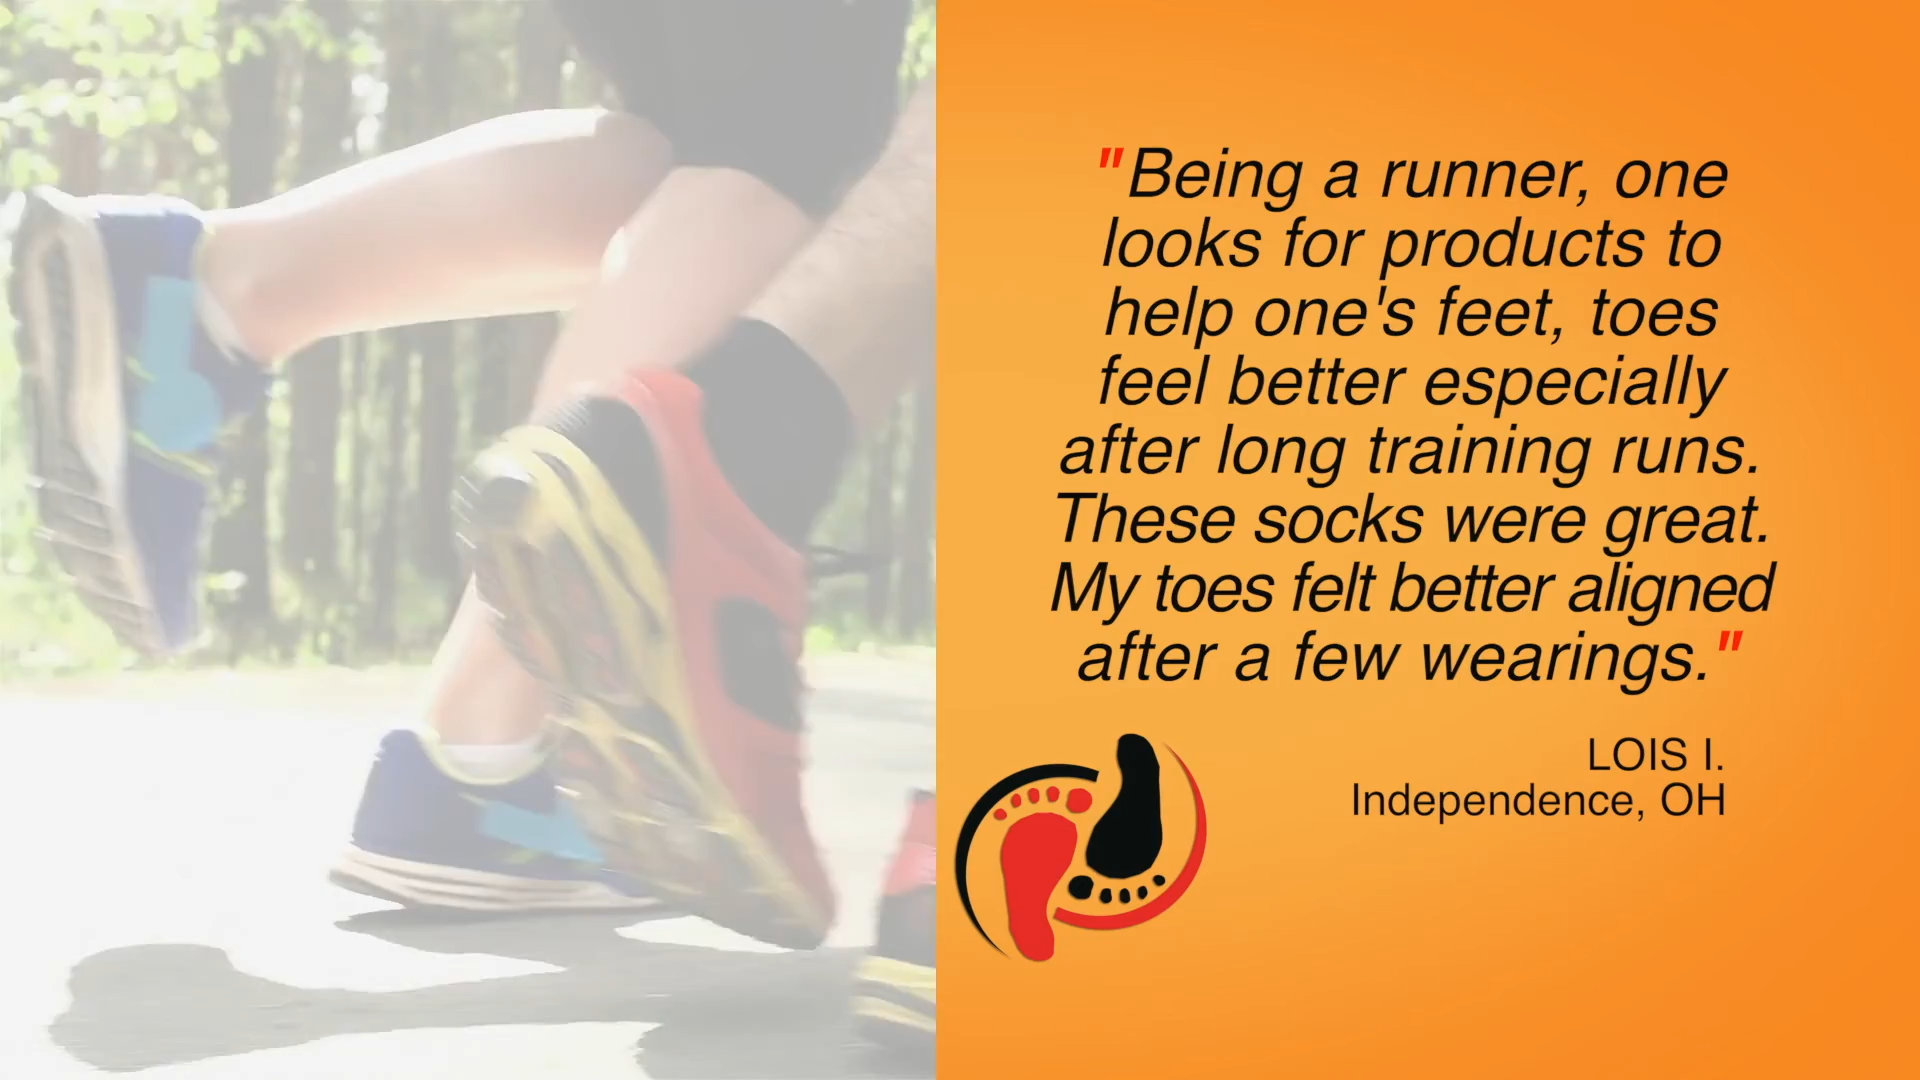 "Being a runner, one
looks for products to
help one's feet, toes
feel better especially
after long training runs.
These socks were great.
My toes felt better aligned
after a few wearings."
LOIS I.
Independence, OH